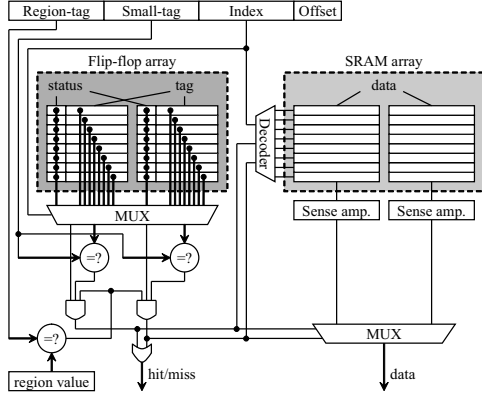 Region-tag Small-tag Index Offset
Flip-flop array SRAM array
status tag data
Decoder
MUX Sense amp. Sense amp.
=? =?
=? MUX
region value hit/miss data